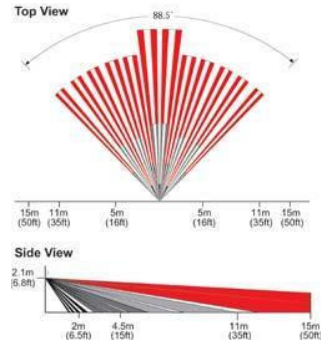 Top View
88.5°
15m 11m 5m 5m 11m 15m
(50ft) (35ft) (16ft) (16ft) (35ft) (50ft)
Side View
2.1m
(6.8ft)
2m 4.5m 11m 15m
(6.5ft) (15ft) (35ft) (50ft)